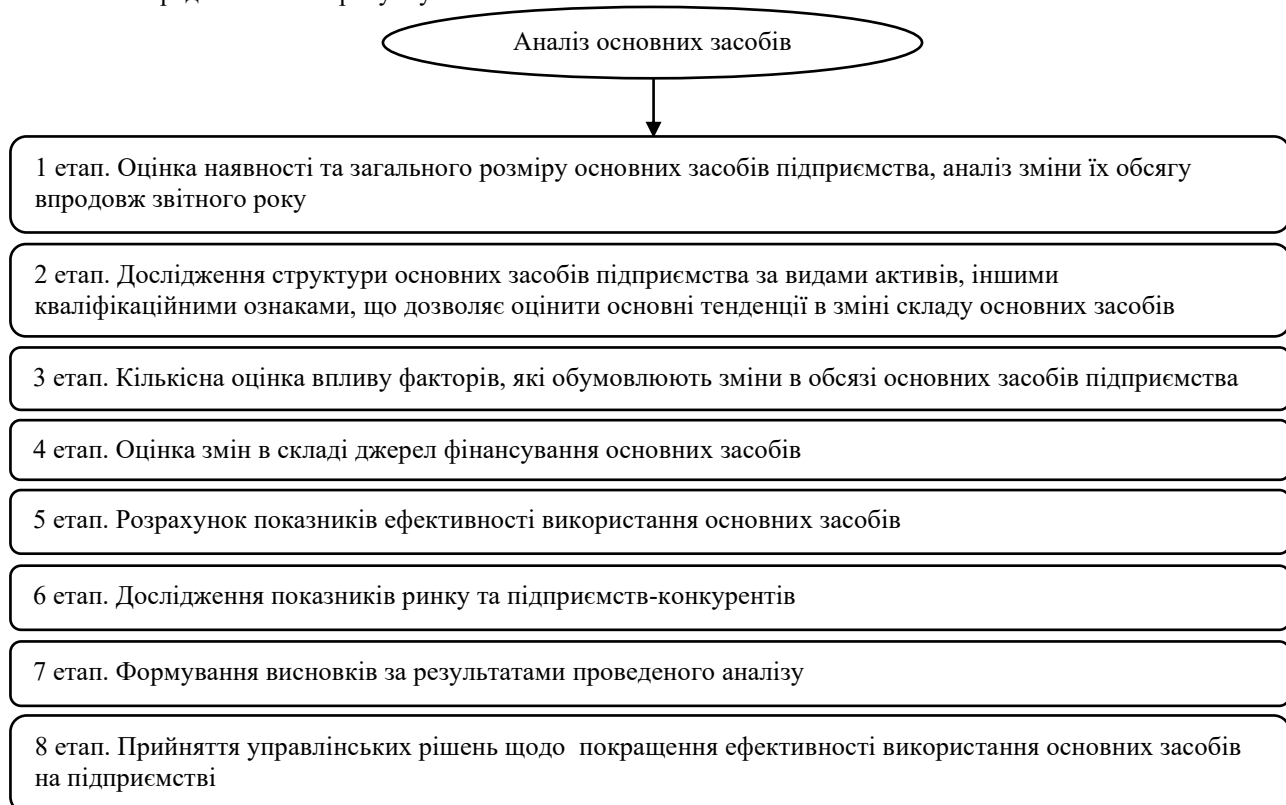 Аналіз основних засобів
1 етап. Оцінка наявності та загального розміру основних засобів підприємства, аналіз зміни їх обсягу
впродовж звітного року
2 етап. Дослідження структури основних засобів підприємства за видами активів, іншими
кваліфікаційними ознаками, що дозволяє оцінити основні тенденції в зміні складу основних засобів
3 етап. Кількісна оцінка впливу факторів, які обумовлюють зміни в обсязі основних засобів підприємства
4 етап. Оцінка змін в складі джерел фінансування основних засобів
5 етап. Розрахунок показників ефективності використання основних засобів
6 етап. Дослідження показників ринку та підприємств-конкурентів
7 етап. Формування висновків за результатами проведеного аналізу
8 етап. Прийняття управлінських рішень щодо покращення ефективності використання основних засобів
на підприємстві